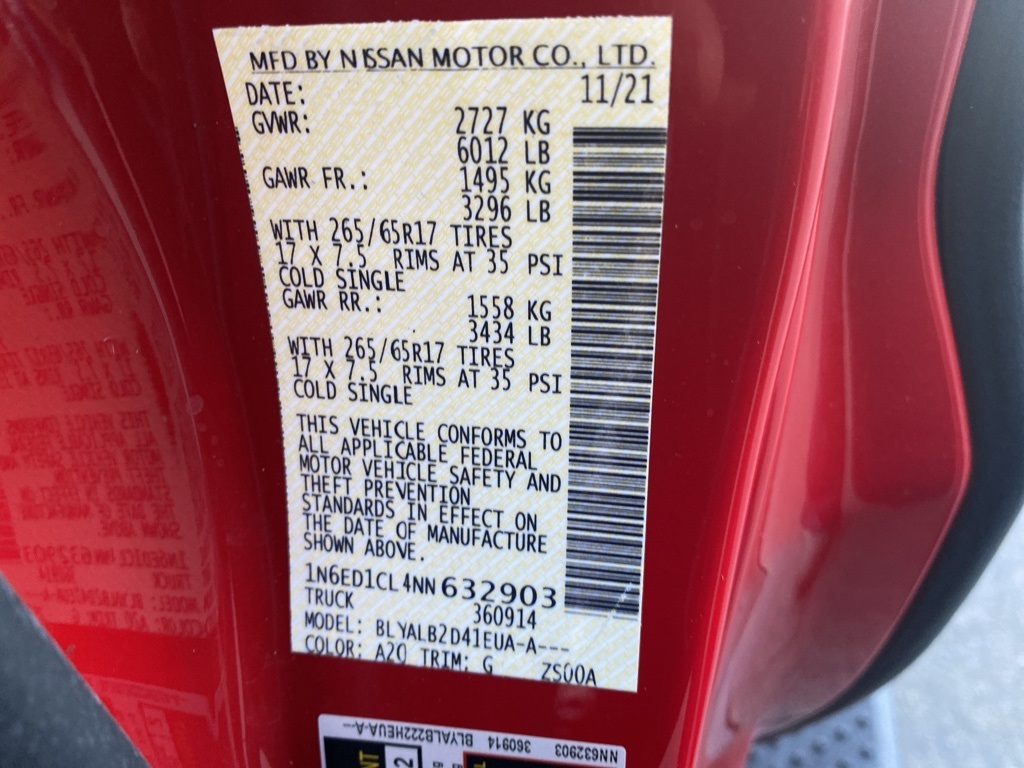 MFD BY NISSAN MOTOR CO., LTD.
DATE: 11/21
GVWR: 2727 KG
6012 LB
GAWR FR.: 1495 KG
3296 LB
WITH 265/65R17 TIRES
17 X 7.5 RIMS AT 35 PSI
COLD SINGLE
GAWR RR.: 1558 KG
3434 LB
WITH 265/65R17 TIRES
17 X 7.5 RIMS AT 35 PSI
COLD SINGLE
THIS VEHICLE CONFORMS TO
ALL APPLICABLE FEDERAL
MOTOR VEHICLE SAFETY AND
THEFT PREVENTION
STANDARDS IN EFFECT ON
THE DATE OF MANUFACTURE
SHOWN ABOVE.
1N6ED1CL4NN632903
TRUCK 360914
MODEL: BLYALB2D41EUA-A---
COLOR: A20 TRIM: G ZS00A
NN632903 360914 BLYALB222HEUA-A--